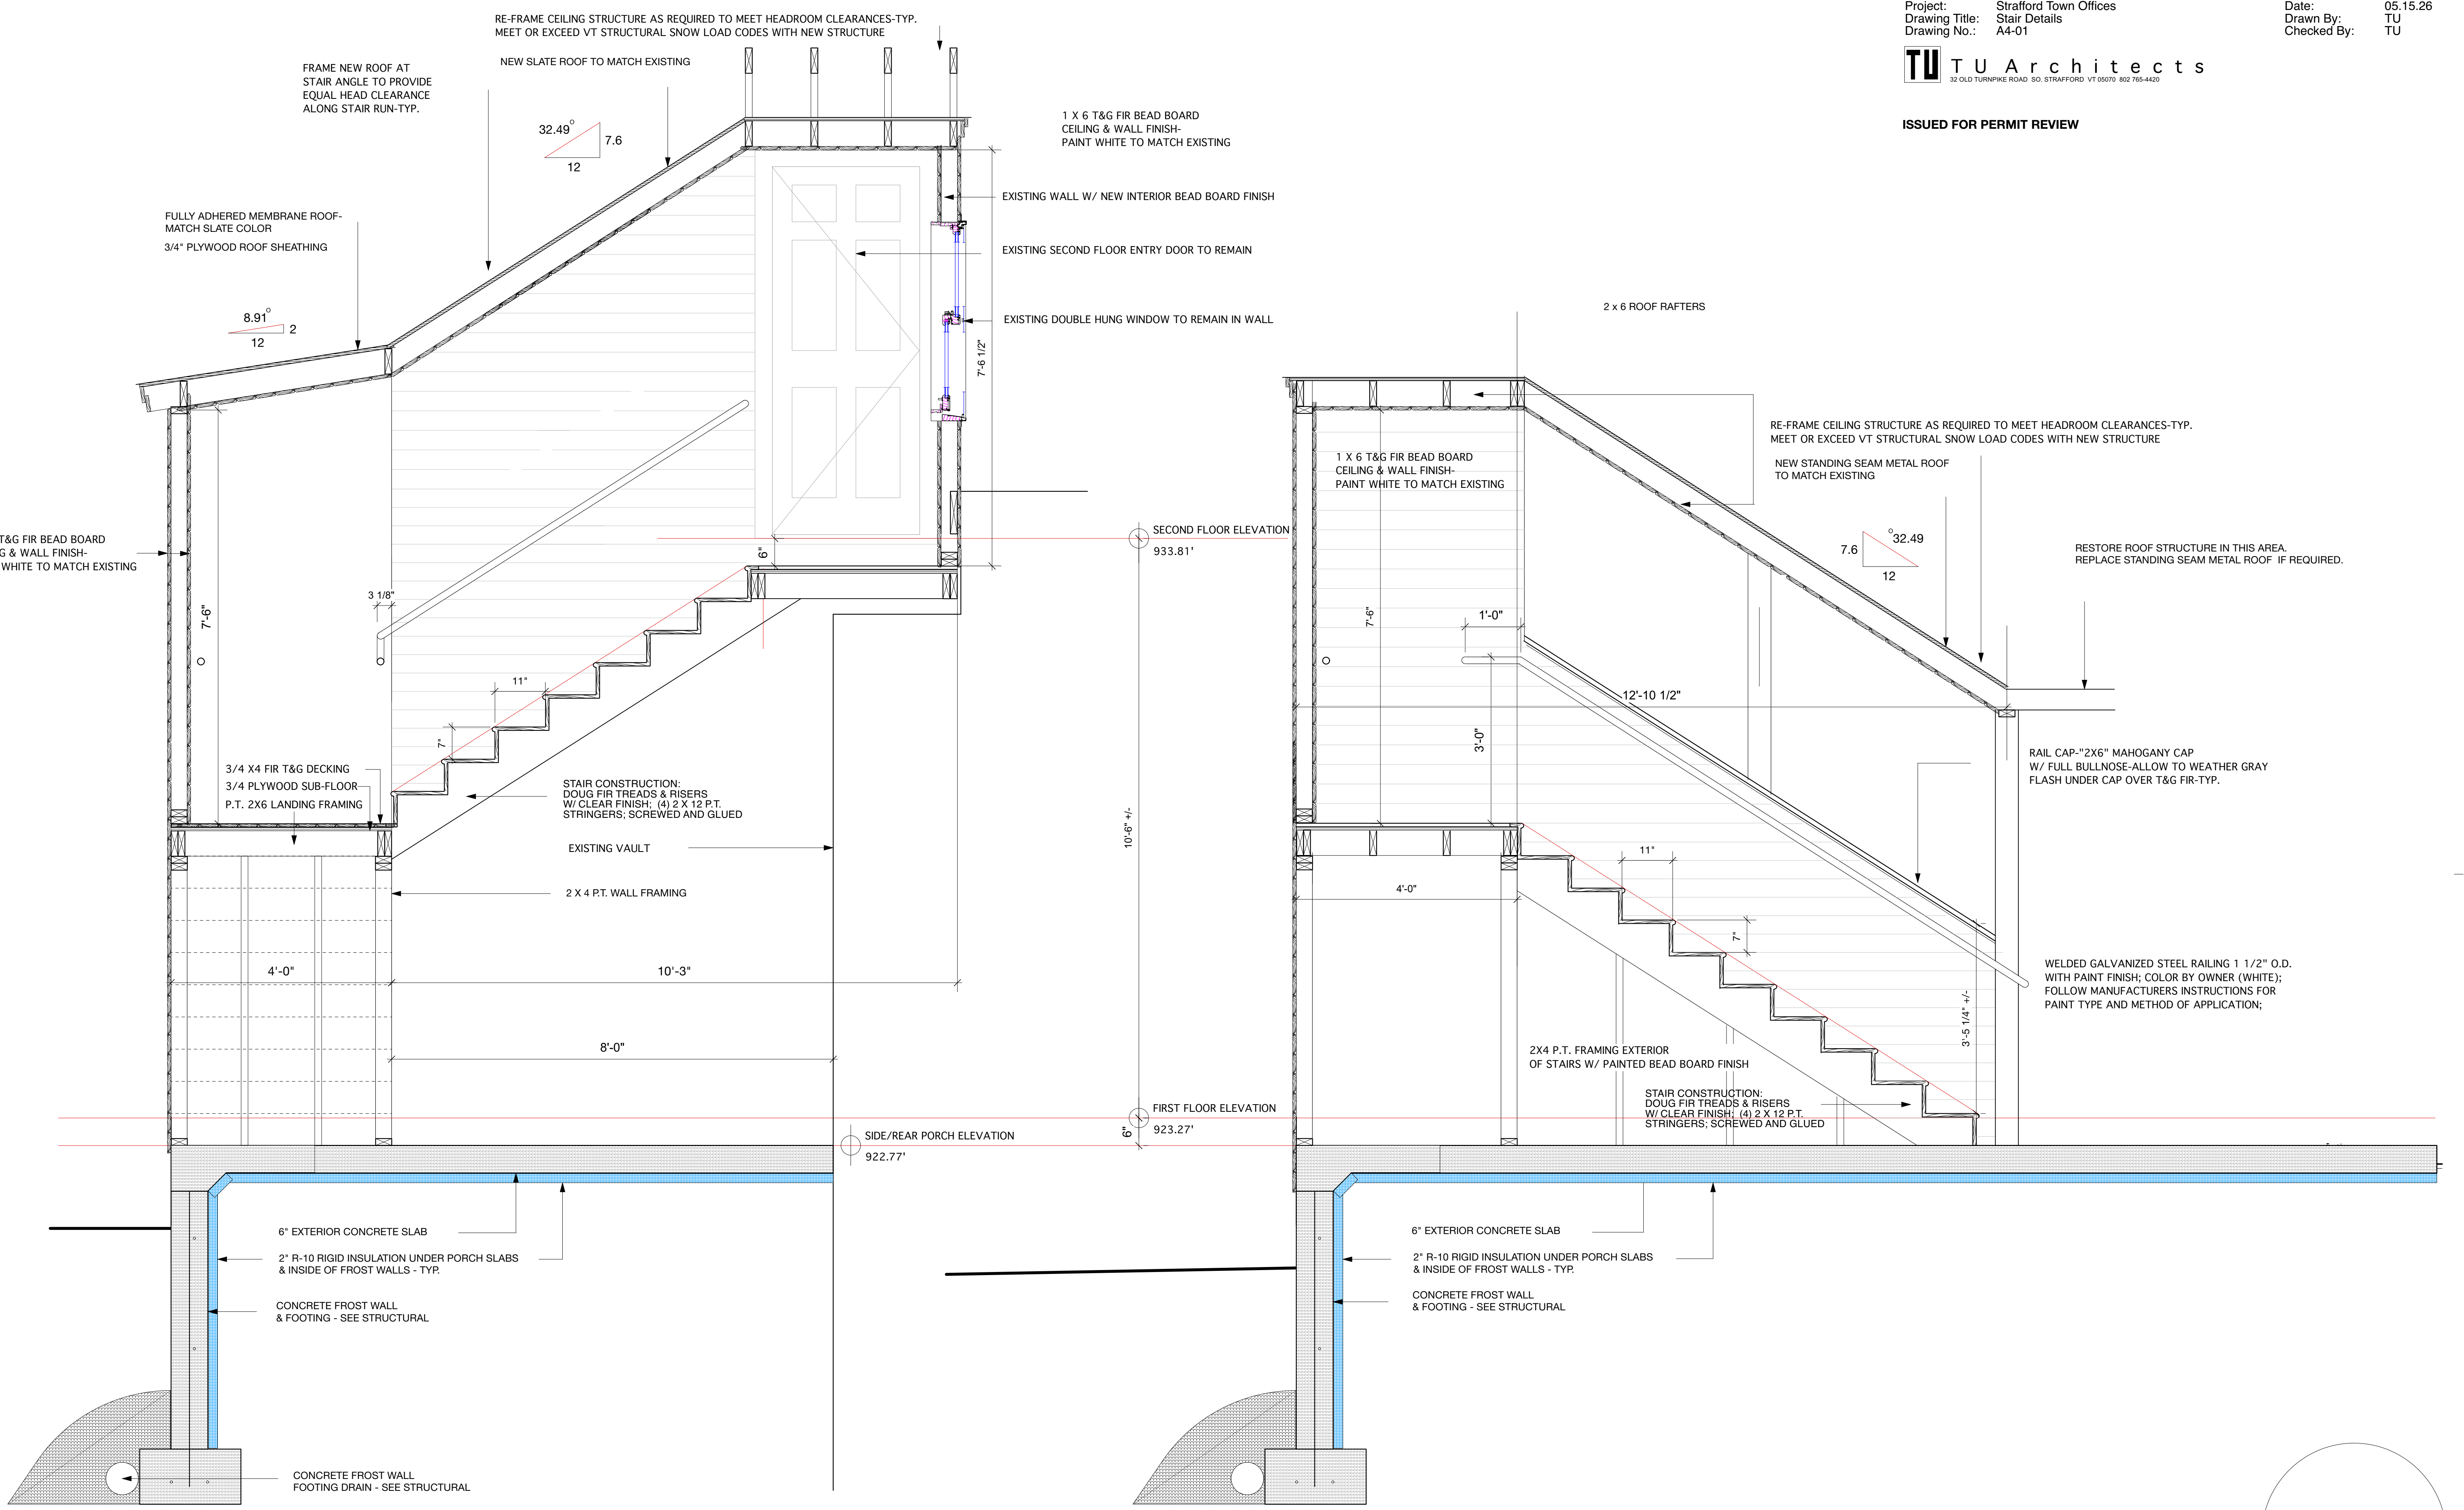 Project: Strafford Town Offices Date: 05.15.26
Drawing Title: Stair Details Drawn By: TU
Drawing No.: A4-01 Checked By: TU
TU TU Architects
32 OLD TURNPIKE ROAD SO. STRAFFORD VT 05070 802 765-4420
ISSUED FOR PERMIT REVIEW
RE-FRAME CEILING STRUCTURE AS REQUIRED TO MEET HEADROOM CLEARANCES-TYP.
MEET OR EXCEED VT STRUCTURAL SNOW LOAD CODES WITH NEW STRUCTURE
NEW SLATE ROOF TO MATCH EXISTING
FRAME NEW ROOF AT
STAIR ANGLE TO PROVIDE
EQUAL HEAD CLEARANCE
ALONG STAIR RUN-TYP.
32.49°
7.6
12
1 X 6 T&G FIR BEAD BOARD
CEILING & WALL FINISH-
PAINT WHITE TO MATCH EXISTING
EXISTING WALL W/ NEW INTERIOR BEAD BOARD FINISH
FULLY ADHERED MEMBRANE ROOF-
MATCH SLATE COLOR
3/4" PLYWOOD ROOF SHEATHING
EXISTING SECOND FLOOR ENTRY DOOR TO REMAIN
8.91°
2
12
EXISTING DOUBLE HUNG WINDOW TO REMAIN IN WALL
7'-6 1/2"
T&G FIR BEAD BOARD
G & WALL FINISH-
WHITE TO MATCH EXISTING
SECOND FLOOR ELEVATION
933.81'
6"
3 1/8"
7'-6"
11"
7"
3/4 X4 FIR T&G DECKING
3/4 PLYWOOD SUB-FLOOR
P.T. 2X6 LANDING FRAMING
STAIR CONSTRUCTION:
DOUG FIR TREADS & RISERS
W/ CLEAR FINISH; (4) 2 X 12 P.T.
STRINGERS; SCREWED AND GLUED
EXISTING VAULT
2 X 4 P.T. WALL FRAMING
10'-6" +/-
4'-0"
10'-3"
8'-0"
FIRST FLOOR ELEVATION
923.27'
6"
SIDE/REAR PORCH ELEVATION
922.77'
6" EXTERIOR CONCRETE SLAB
2" R-10 RIGID INSULATION UNDER PORCH SLABS
& INSIDE OF FROST WALLS - TYP.
CONCRETE FROST WALL
& FOOTING - SEE STRUCTURAL
CONCRETE FROST WALL
FOOTING DRAIN - SEE STRUCTURAL
2 x 6 ROOF RAFTERS
RE-FRAME CEILING STRUCTURE AS REQUIRED TO MEET HEADROOM CLEARANCES-TYP.
MEET OR EXCEED VT STRUCTURAL SNOW LOAD CODES WITH NEW STRUCTURE
1 X 6 T&G FIR BEAD BOARD
CEILING & WALL FINISH-
PAINT WHITE TO MATCH EXISTING
NEW STANDING SEAM METAL ROOF
TO MATCH EXISTING
°32.49
7.6
12
RESTORE ROOF STRUCTURE IN THIS AREA.
REPLACE STANDING SEAM METAL ROOF IF REQUIRED.
7'-6"
1'-0"
12'-10 1/2"
3'-0"
RAIL CAP-"2X6" MAHOGANY CAP
W/ FULL BULLNOSE-ALLOW TO WEATHER GRAY
FLASH UNDER CAP OVER T&G FIR-TYP.
11"
4'-0"
7"
WELDED GALVANIZED STEEL RAILING 1 1/2" O.D.
WITH PAINT FINISH; COLOR BY OWNER (WHITE);
FOLLOW MANUFACTURERS INSTRUCTIONS FOR
PAINT TYPE AND METHOD OF APPLICATION;
3'-5 1/4" +/-
2X4 P.T. FRAMING EXTERIOR
OF STAIRS W/ PAINTED BEAD BOARD FINISH
STAIR CONSTRUCTION:
DOUG FIR TREADS & RISERS
W/ CLEAR FINISH; (4) 2 X 12 P.T.
STRINGERS; SCREWED AND GLUED
6" EXTERIOR CONCRETE SLAB
2" R-10 RIGID INSULATION UNDER PORCH SLABS
& INSIDE OF FROST WALLS - TYP.
CONCRETE FROST WALL
& FOOTING - SEE STRUCTURAL